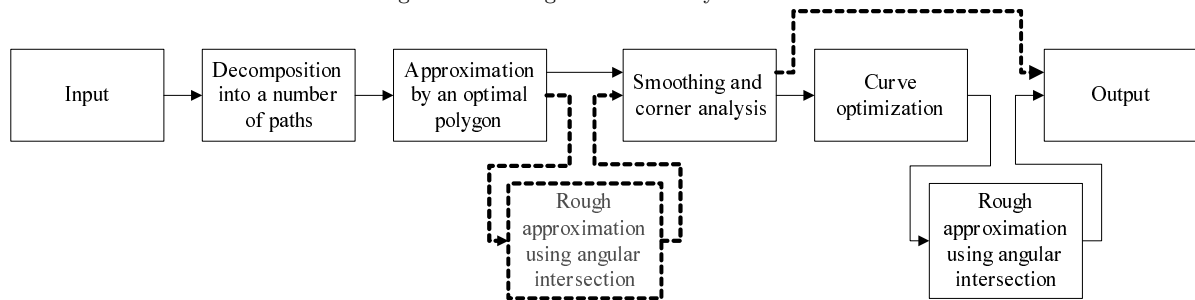 Input
Decomposition
into a number
of paths
Approximation
by an optimal
polygon
Smoothing and
corner analysis
Curve
optimization
Output
Rough
approximation
using angular
intersection
Rough
approximation
using angular
intersection